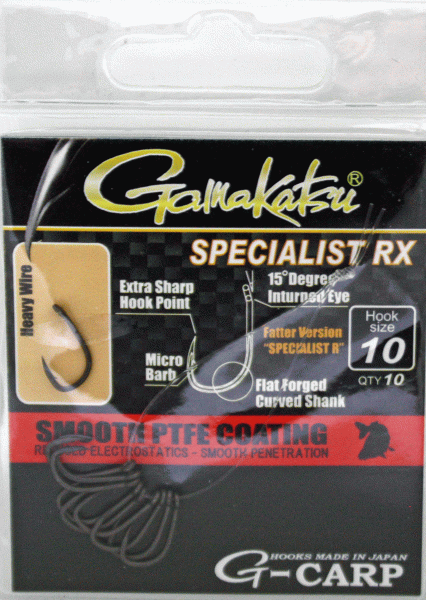 Gamakatsu®
SPECIALIST RX
Heavy Wire
Extra Sharp
Hook Point
15°Degree
Inturned Eye
Hook
size
10
QTY 10
Fatter Version
"SPECIALIST R"
Micro
Barb
Flat Forged
Curved Shank
SMOOTH PTFE COATING
REDUCED ELECTROSTATICS - SMOOTH PENETRATION
HOOKS MADE IN JAPAN
G-CARP